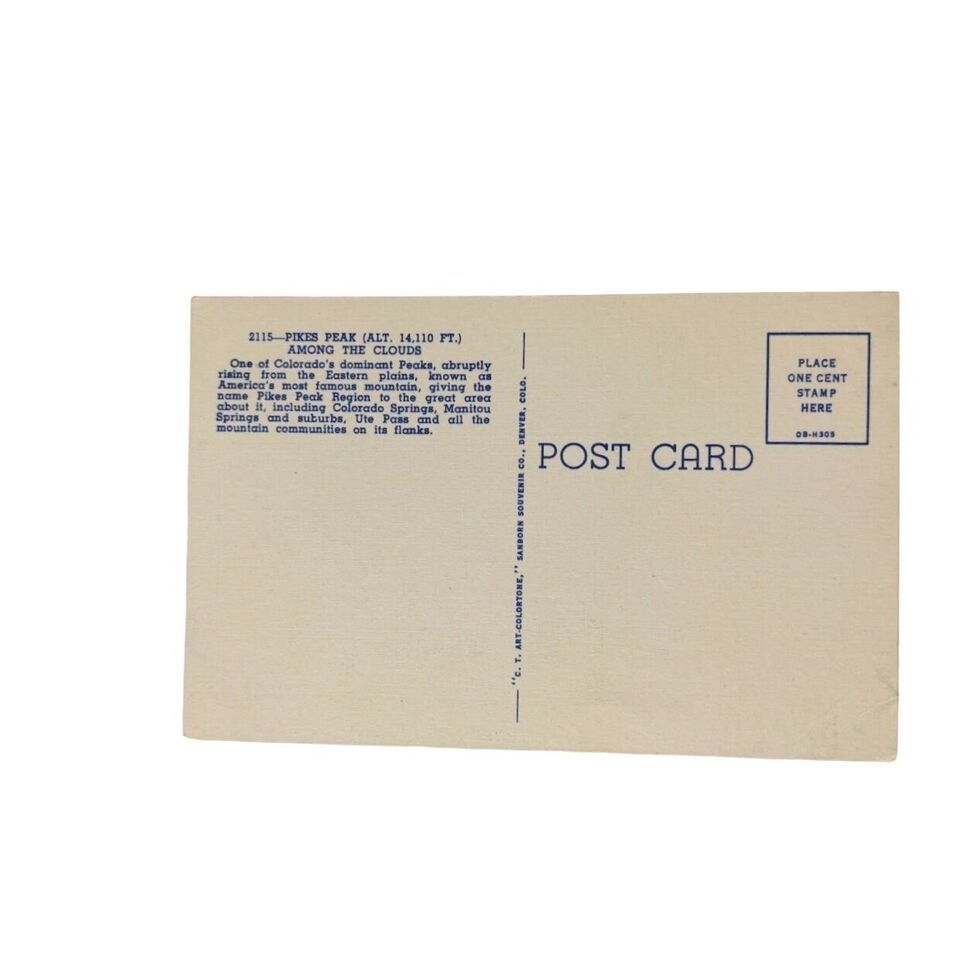 2115—PIKES PEAK (ALT. 14,110 FT.)
AMONG THE CLOUDS
One of Colorado's dominant Peaks, abruptly
rising from the Eastern plains, known as
America's most famous mountain, giving the
name Pikes Peak Region to the great area
about it, including Colorado Springs, Manitou
Springs and suburbs, Ute Pass and all the
mountain communities on its flanks.
"C. T. ART-COLORTONE," SANBORN SOUVENIR CO., DENVER, COLO.
POST CARD
PLACE
ONE CENT
STAMP
HERE
OB-H305